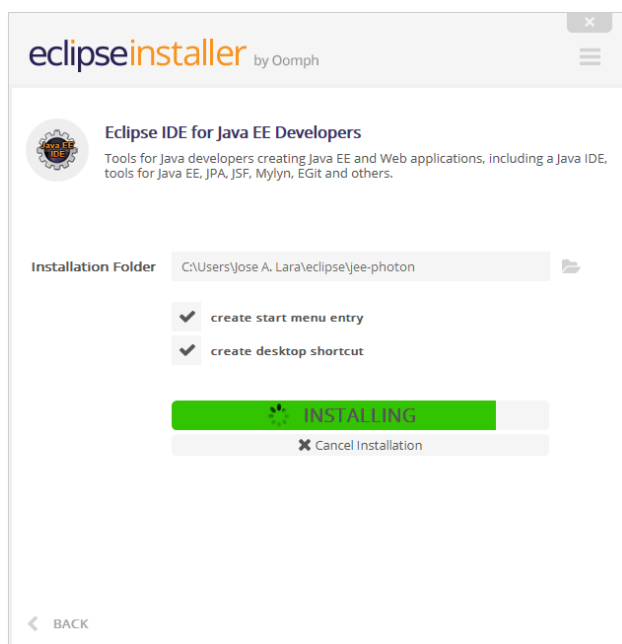 eclipseinstaller by Oomph
Java EE
IDE
Eclipse IDE for Java EE Developers
Tools for Java developers creating Java EE and Web applications, including a Java IDE,
tools for Java EE, JPA, JSF, Mylyn, EGit and others.
Installation Folder C:\Users\Jose A. Lara\eclipse\jee-photon
create start menu entry
create desktop shortcut
INSTALLING
Cancel Installation
BACK